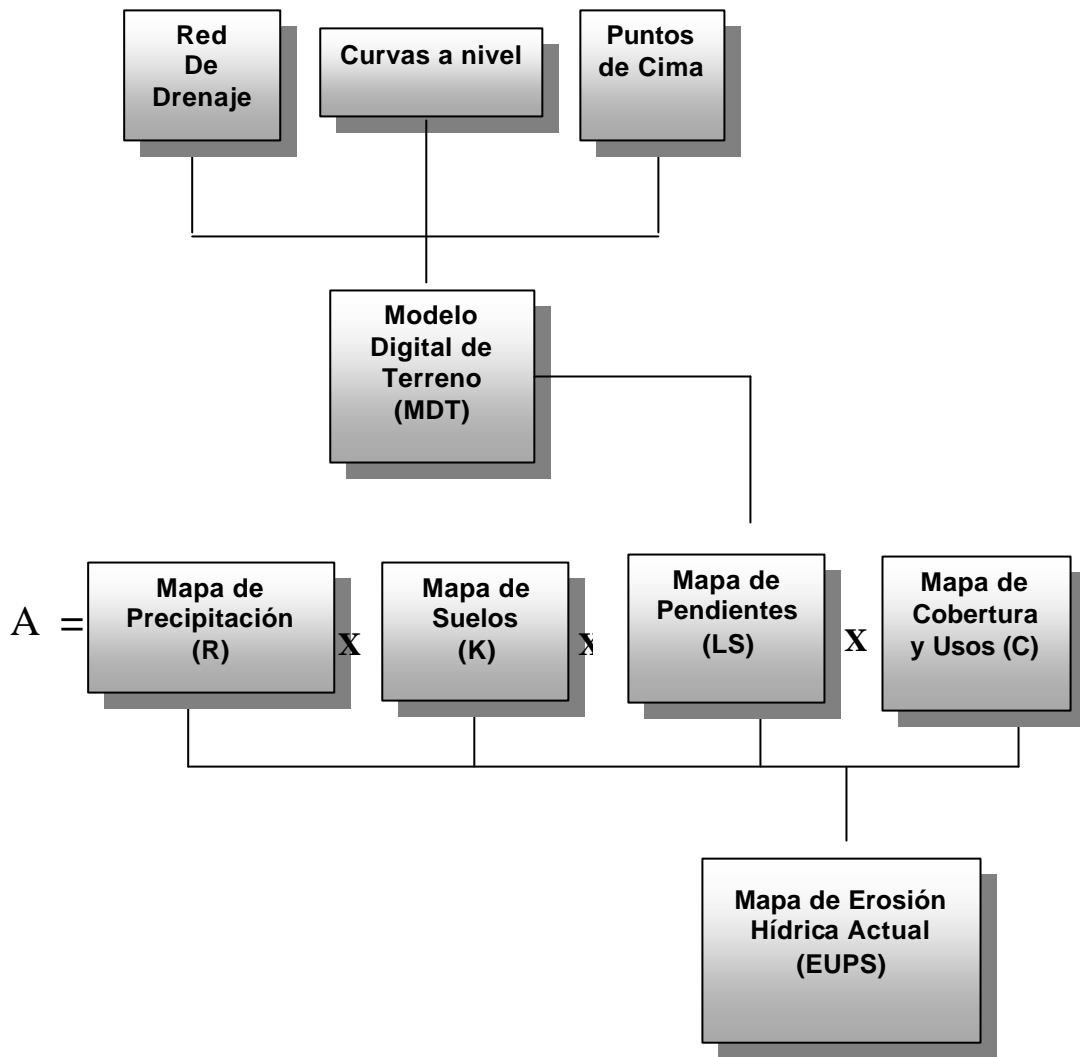 Red
De
Drenaje
Curvas a nivel
Puntos
de Cima
Modelo
Digital de
Terreno
(MDT)
A =
Mapa de
Precipitación
(R)
x
Mapa de
Suelos
(K)
x
Mapa de
Pendientes
(LS)
x
Mapa de
Cobertura
y Usos (C)
Mapa de Erosión
Hídrica Actual
(EUPS)